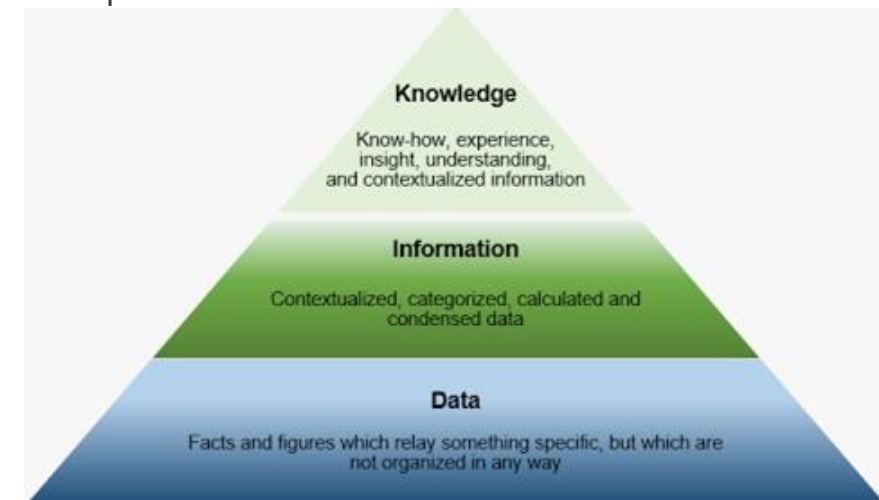 Knowledge
Know-how, experience,
insight, understanding,
and contextualized information
Information
Contextualized, categorized, calculated and
condensed data
Data
Facts and figures which relay something specific, but which are
not organized in any way